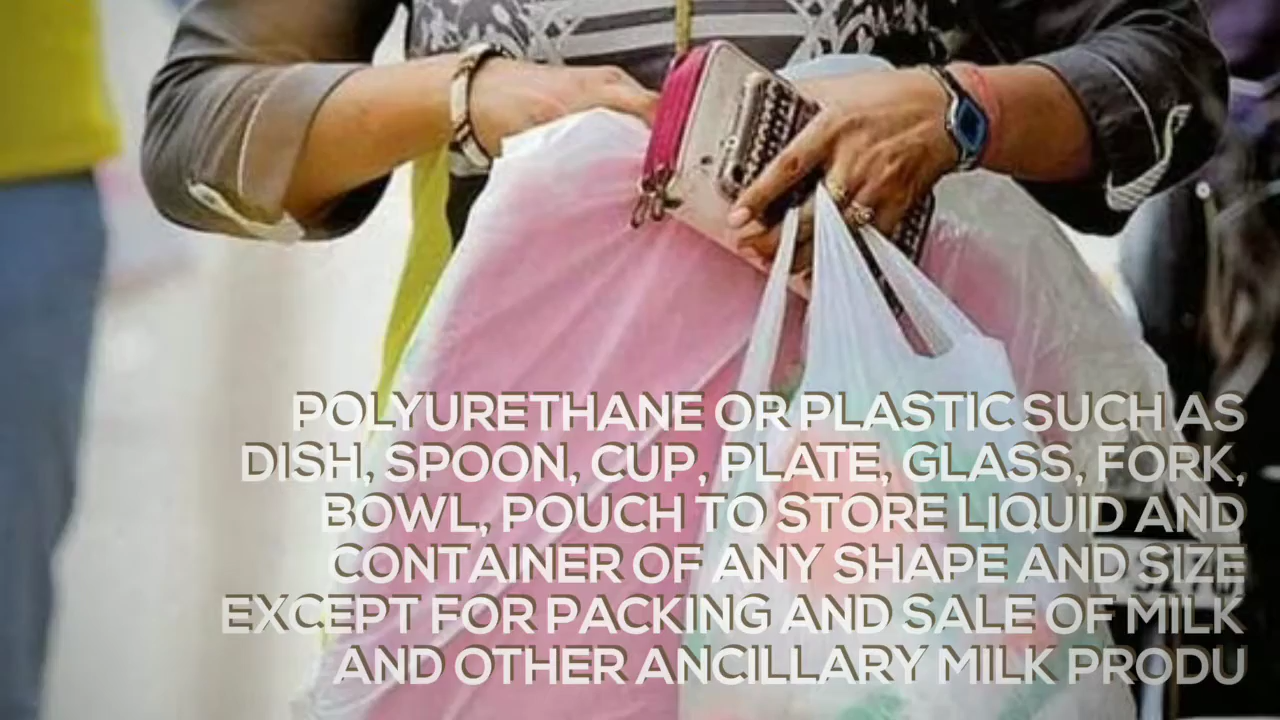 POLYURETHANE OR PLASTIC SUCH AS
DISH, SPOON, CUP, PLATE, GLASS, FORK,
BOWL, POUCH TO STORE LIQUID AND
CONTAINER OF ANY SHAPE AND SIZE
EXCEPT FOR PACKING AND SALE OF MILK
AND OTHER ANCILLARY MILK PRODU